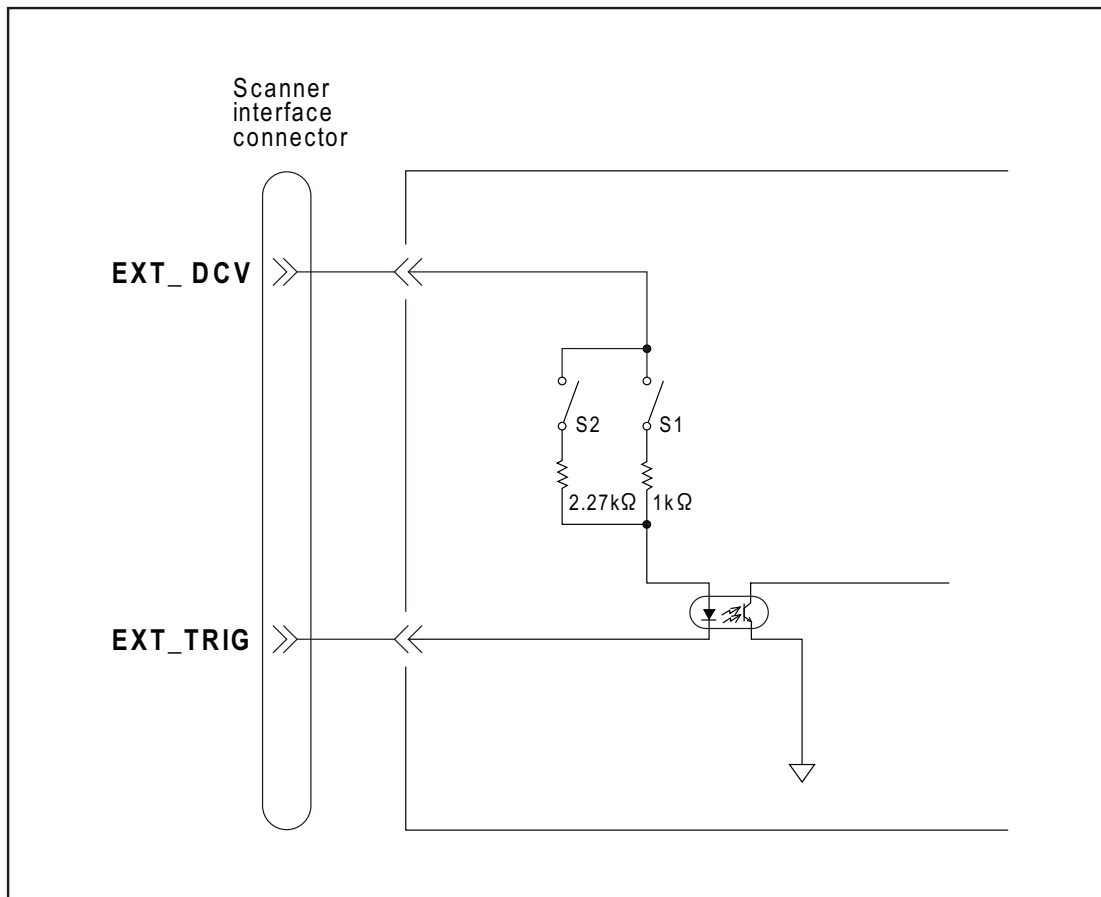 Scanner
interface
connector
EXT_ DCV
S2
S1
2.27kΩ
1kΩ
EXT_TRIG